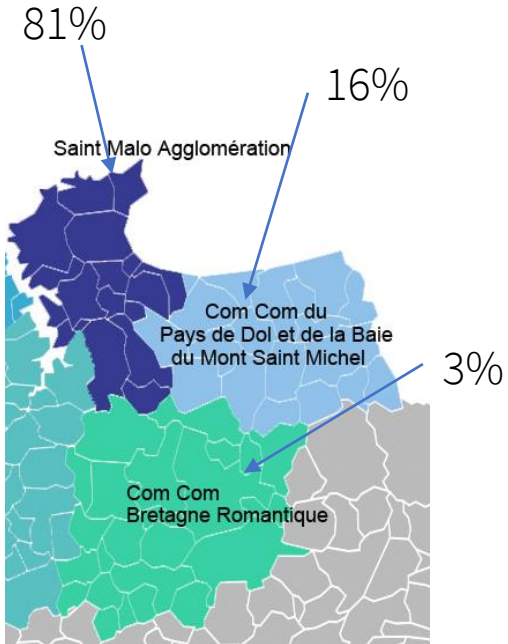 81%
16%
Saint Malo Agglomération
Com Com du
Pays de Dol et de la Baie
du Mont Saint Michel
3%
Com Com
Bretagne Romantique